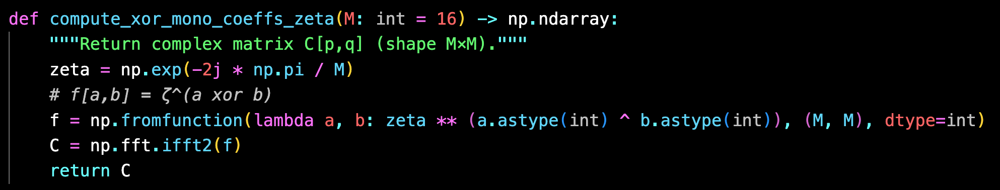 def compute_xor_mono_coeffs_zeta(M: int = 16) -> np.ndarray:
    """Return complex matrix C[p,q] (shape M×M)."""
    zeta = np.exp(-2j * np.pi / M)
    # f[a,b] = ζ^(a xor b)
    f = np.fromfunction(lambda a, b: zeta ** (a.astype(int) ^ b.astype(int)), (M, M), dtype=int)
    C = np.fft.ifft2(f)
    return C